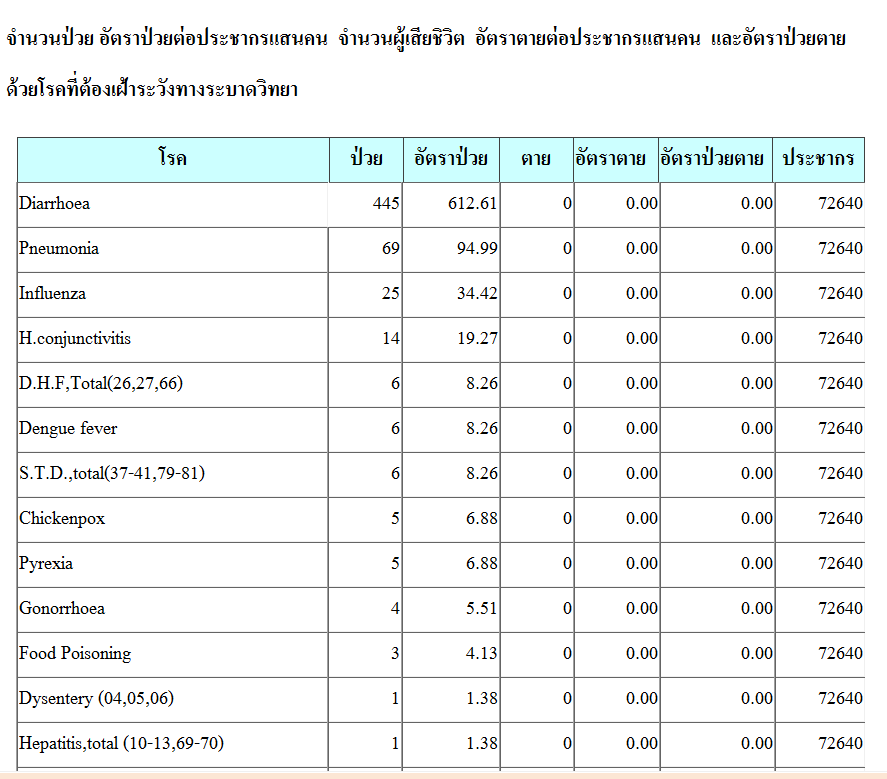 จำนวนป่วย อัตราป่วยต่อประชากรแสนคน จำนวนผู้เสียชีวิต อัตราตายต่อประชากรแสนคน และอัตราป่วยตาย
ด้วยโรคที่ต้องเฝ้าระวังทางระบาดวิทยา
โรค ป่วย อัตราป่วย ตาย อัตราตาย อัตราป่วยตาย ประชากร
Diarrhoea 445 612.61 0 0.00 0.00 72640
Pneumonia 69 94.99 0 0.00 0.00 72640
Influenza 25 34.42 0 0.00 0.00 72640
H.conjunctivitis 14 19.27 0 0.00 0.00 72640
D.H.F,Total(26,27,66) 6 8.26 0 0.00 0.00 72640
Dengue fever 6 8.26 0 0.00 0.00 72640
S.T.D.,total(37-41,79-81) 6 8.26 0 0.00 0.00 72640
Chickenpox 5 6.88 0 0.00 0.00 72640
Pyrexia 5 6.88 0 0.00 0.00 72640
Gonorrhoea 4 5.51 0 0.00 0.00 72640
Food Poisoning 3 4.13 0 0.00 0.00 72640
Dysentery (04,05,06) 1 1.38 0 0.00 0.00 72640
Hepatitis,total (10-13,69-70) 1 1.38 0 0.00 0.00 72640